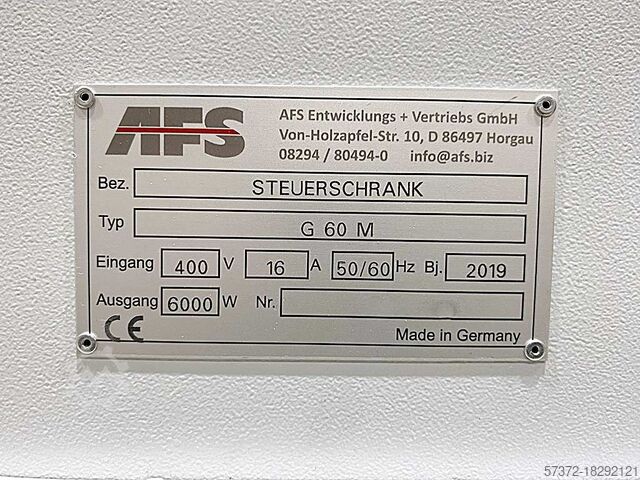 AFS
AFS Entwicklungs + Vertriebs GmbH
Von-Holzapfel-Str. 10, D 86497 Horgau
08294 / 80494-0 info@afs.biz
Bez. STEUERSCHRANK
Typ G 60 M
Eingang 400 V 16 A 50/60 Hz Bj. 2019
Ausgang 6000 W Nr.
CE Made in Germany
57372-18292121